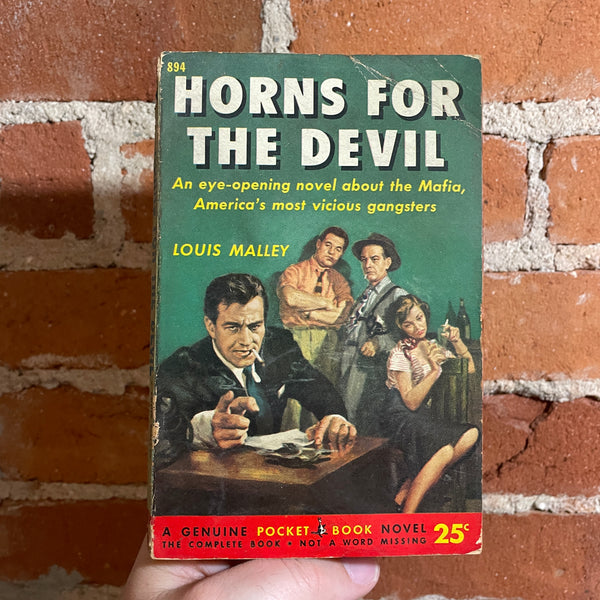 894
HORNS FOR
THE DEVIL
An eye-opening novel about the Mafia,
America's most vicious gangsters
LOUIS MALLEY
A GENUINE POCKET BOOK NOVEL
THE COMPLETE BOOK • NOT A WORD MISSING
25c